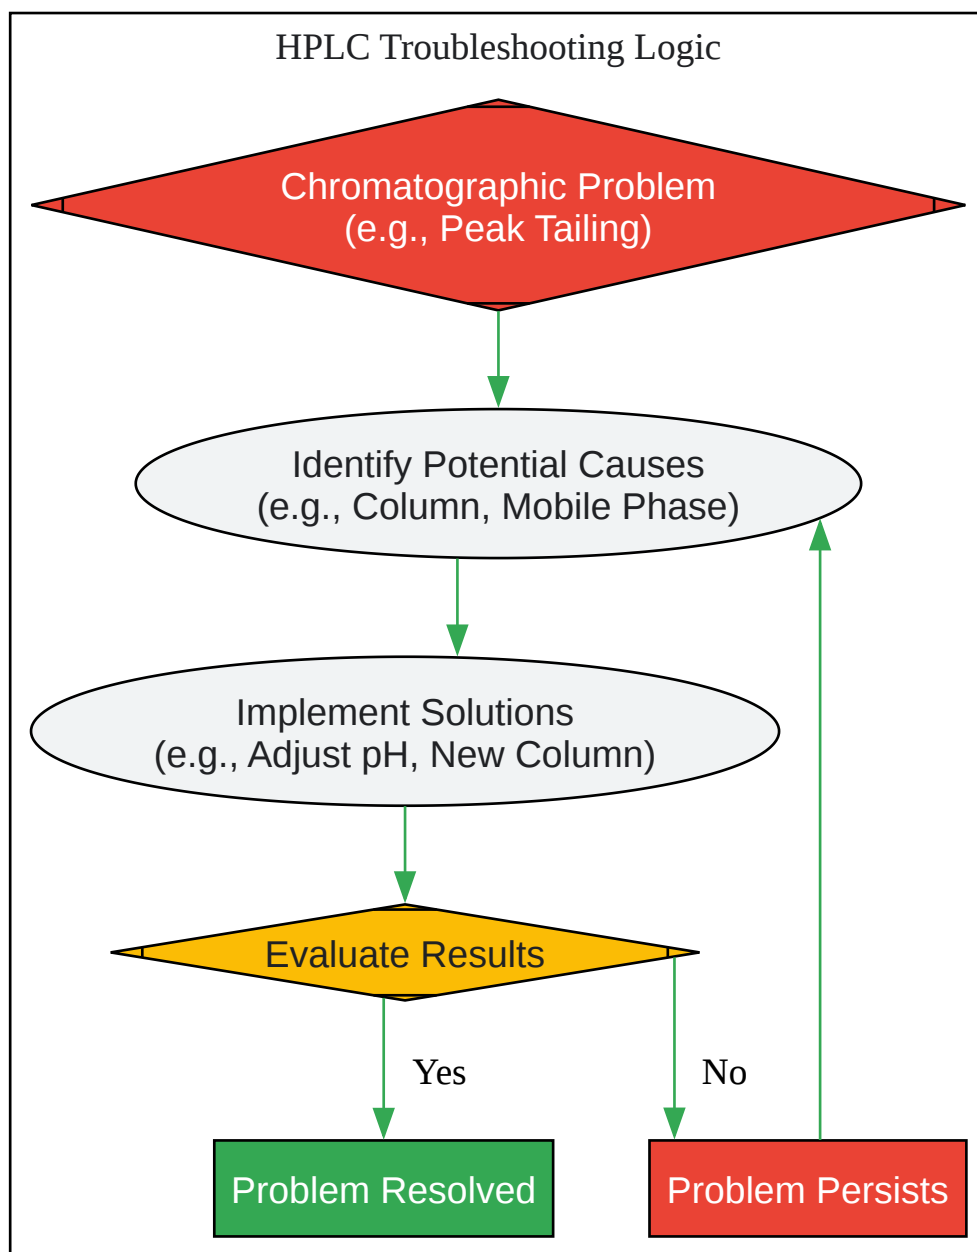 HPLC Troubleshooting Logic
Chromatographic Problem
(e.g., Peak Tailing)
Identify Potential Causes
(e.g., Column, Mobile Phase)
Implement Solutions
(e.g., Adjust pH, New Column)
Evaluate Results
Yes
No
Problem Resolved
Problem Persists